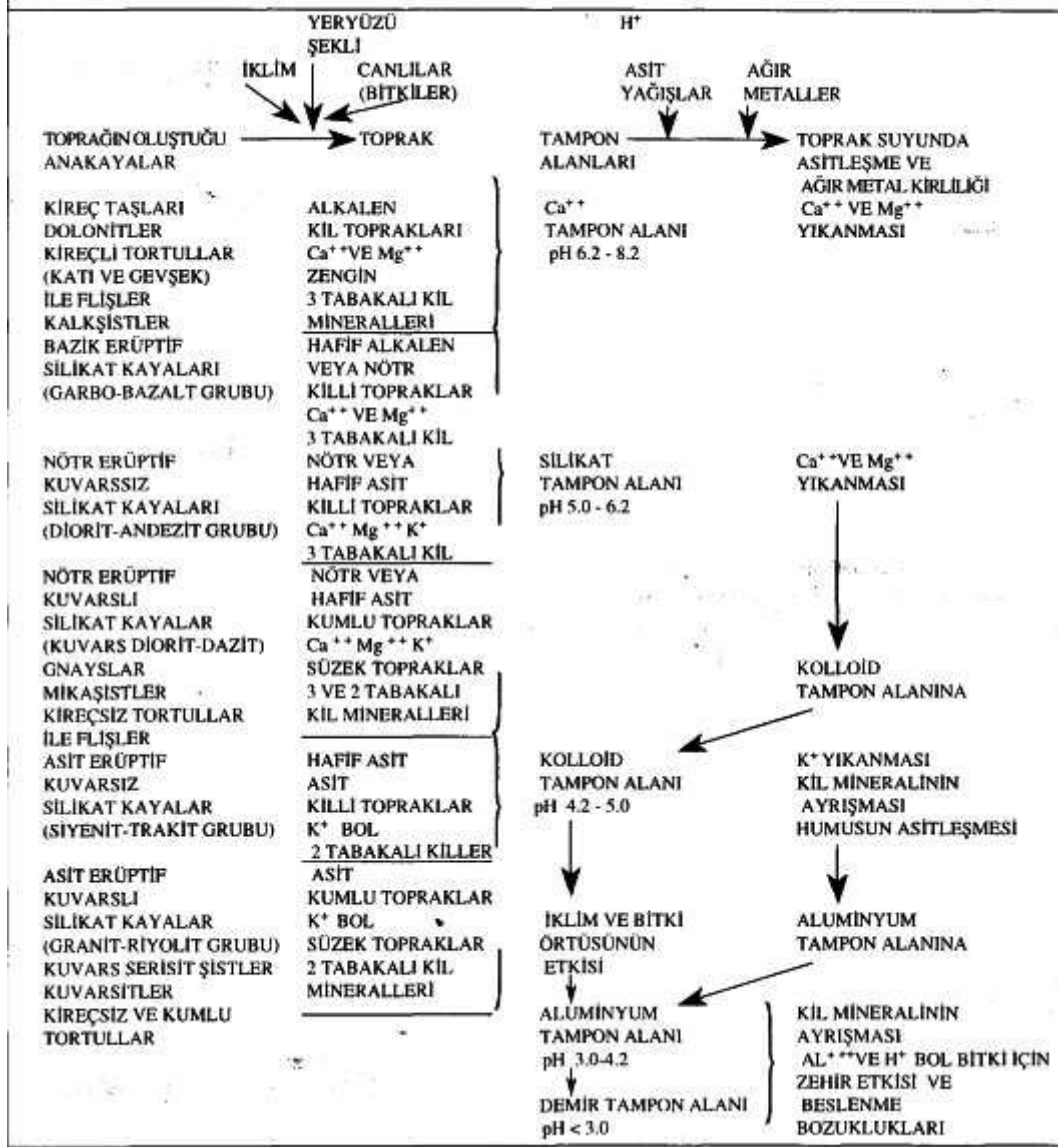 YERYÜZÜ
ŞEKLİ
İKLİM
CANLILAR
(BİTKİLER)
TOPRAĞIN OLUŞTUĞU
ANAKAYALAR
TOPRAK
H⁺
ASİT
YAĞIŞLAR
AĞIR
METALLER
TAMPON
ALANLARI
TOPRAK SUYUNDA
ASİTLEŞME VE
AĞIR METAL KİRLİLİĞİ
KİREÇ TAŞLARI
DOLONİTLER
KİREÇLİ TORTULLAR
(KATI VE GEVŞEK)
İLE FLİŞLER
KALKŞİSTLER
BAZİK ERÜPTİF
SİLİKAT KAYALARI
(GARBO-BAZALT GRUBU)
ALKALEN
KİL TOPRAKLARI
Ca⁺⁺VE Mg⁺⁺
ZENGİN
3 TABAKALI KİL
MİNERALLERİ
HAFİF ALKALEN
VEYA NÖTR
KİLLİ TOPRAKLAR
Ca⁺⁺ VE Mg⁺⁺
3 TABAKALI KİL
Ca⁺⁺
TAMPON ALANI
pH 6.2 - 8.2
Ca⁺⁺ VE Mg⁺⁺
YIKANMASI
NÖTR ERÜPTİF
KUVARSSIZ
SİLİKAT KAYALARI
(DİORİT-ANDEZİT GRUBU)
NÖTR VEYA
HAFİF ASİT
KİLLİ TOPRAKLAR
Ca⁺⁺ Mg⁺⁺ K⁺
3 TABAKALI KİL
SİLİKAT
TAMPON ALANI
pH 5.0 - 6.2
Ca⁺⁺VE Mg⁺⁺
YIKANMASI
NÖTR ERÜPTİF
KUVARSLI
SİLİKAT KAYALAR
(KUVARS DİORİT-DAZİT)
GNAYSLAR
MİKAŞİSTLER
KİREÇSİZ TORTULLAR
İLE FLİŞLER
NÖTR VEYA
HAFİF ASİT
KUMLU TOPRAKLAR
Ca⁺⁺ Mg⁺⁺ K⁺
SÜZEK TOPRAKLAR
3 VE 2 TABAKALI
KİL MİNERALLERİ
KOLLOİD
TAMPON ALANINA
ASİT ERÜPTİF
KUVARSIZ
SİLİKAT KAYALAR
(SİYENİT-TRAKİT GRUBU)
HAFİF ASİT
ASİT
KİLLİ TOPRAKLAR
K⁺ BOL
2 TABAKALI KİLLER
KOLLOİD
TAMPON ALANI
pH 4.2 - 5.0
K⁺ YIKANMASI
KİL MİNERALİNİN
AYRIŞMASI
HUMUSUN ASİTLEŞMESİ
ASİT ERÜPTİF
KUVARSLI
SİLİKAT KAYALAR
(GRANİT-RİYOLİT GRUBU)
KUVARS SERİSİT ŞİSTLER
KUVARSİTLER
KİREÇSİZ VE KUMLU
TORTULLAR
ASİT
KUMLU TOPRAKLAR
K⁺ BOL
SÜZEK TOPRAKLAR
2 TABAKALI KİL
MİNERALLERİ
İKLİM VE BİTKİ
ÖRTÜSÜNÜN
ETKİSİ
ALUMİNYUM
TAMPON ALANINA
ALUMİNYUM
TAMPON ALANI
pH 3.0-4.2
DEMİR TAMPON ALANI
pH < 3.0
KİL MİNERALİNİN
AYRIŞMASI
AL⁺⁺⁺VE H⁺ BOL BİTKİ İÇİN
ZEHİR ETKİSİ VE
BESLENME
BOZUKLUKLARI